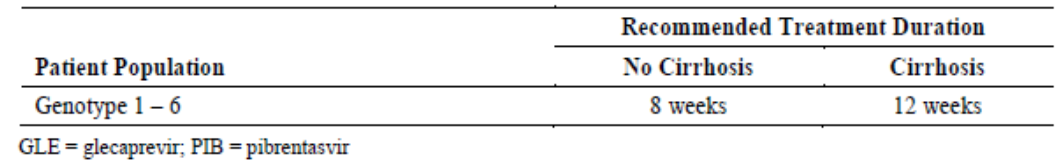 Recommended Treatment Duration
Patient Population No Cirrhosis Cirrhosis
Genotype 1 – 6 8 weeks 12 weeks
GLE = glecaprevir; PIB = pibrentasvir